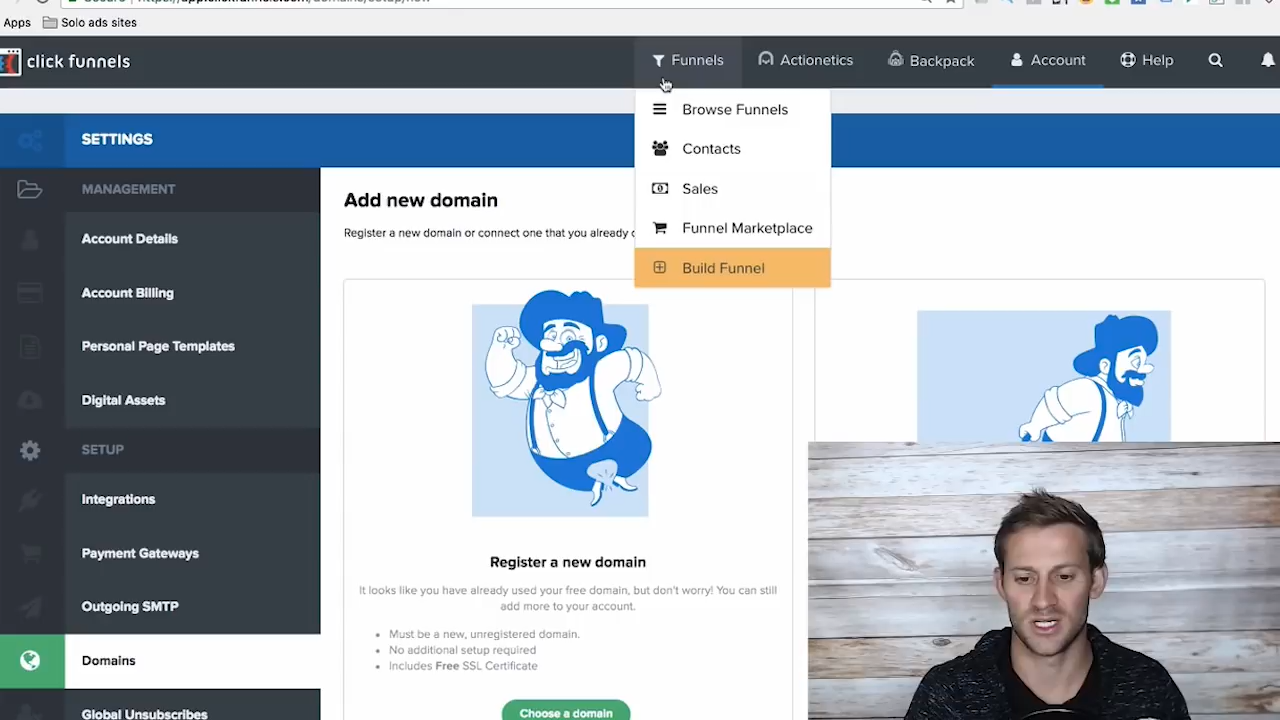 Apps
Solo ads sites
click funnels
Funnels
Actionetics
Backpack
Account
Help
Browse Funnels
Contacts
Sales
Funnel Marketplace
Build Funnel
SETTINGS
MANAGEMENT
Account Details
Account Billing
Personal Page Templates
Digital Assets
SETUP
Integrations
Payment Gateways
Outgoing SMTP
Domains
Global Unsubscribes
Add new domain
Register a new domain or connect one that you already
Register a new domain
It looks like you have already used your free domain, but don't worry! You can still
add more to your account.
• Must be a new, unregistered domain.
• No additional setup required
• Includes Free SSL Certificate
Choose a domain